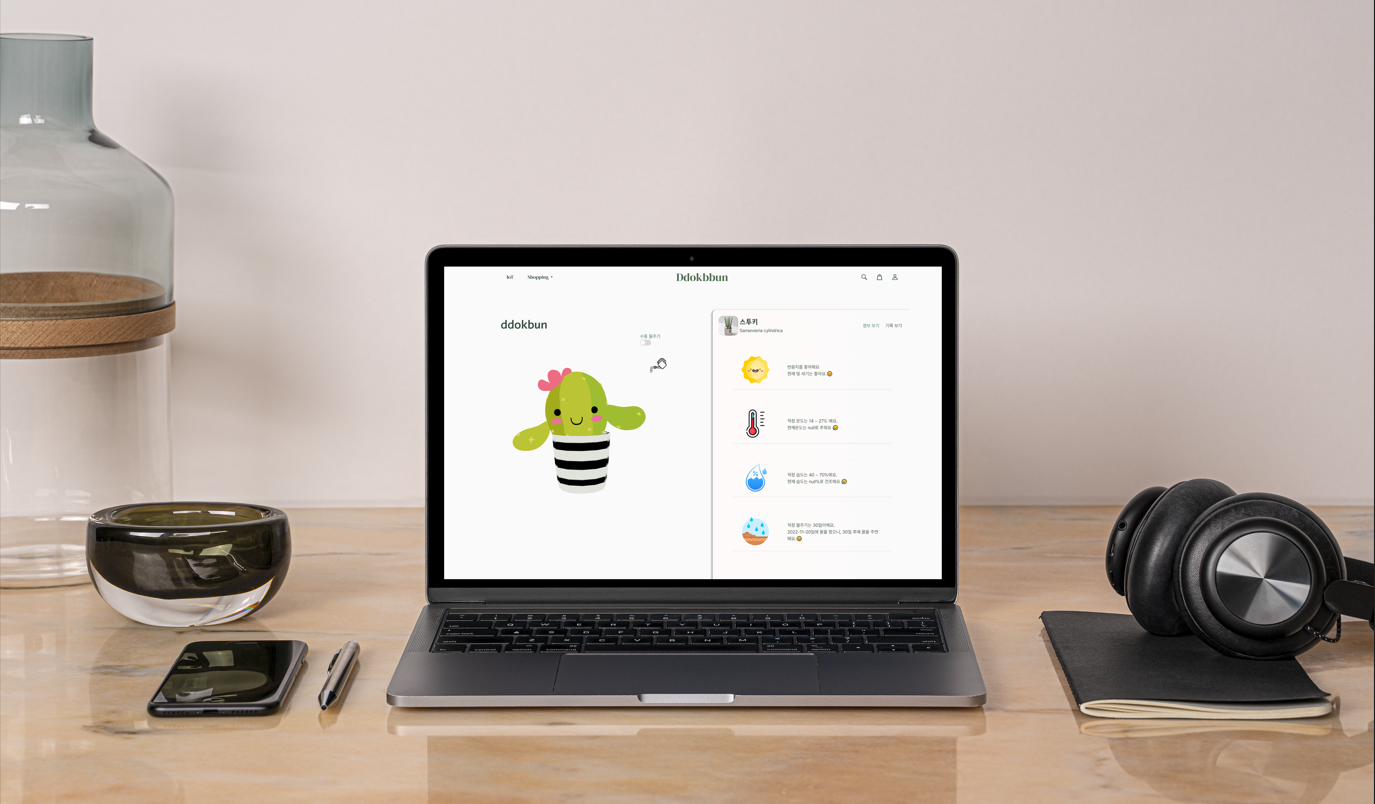 IoT
Shopping
Ddokbbun
ddokbun
수동 물주기
스투키
Sansevieria cylindrica
정보 보기
기록 보기
반음지를 좋아해요
현재 빛 세기는 좋아요 😄
적정 온도는 14 ~ 27℃ 예요.
현재온도는 null로 추워요 😂
적정 습도는 40 ~ 70%예요.
현재 습도는 null%로 건조해요 😂
적정 물주기는 30일이에요.
2022-11-20일에 물을 줬으니, 30일 후에 물을 주면
돼요 😄